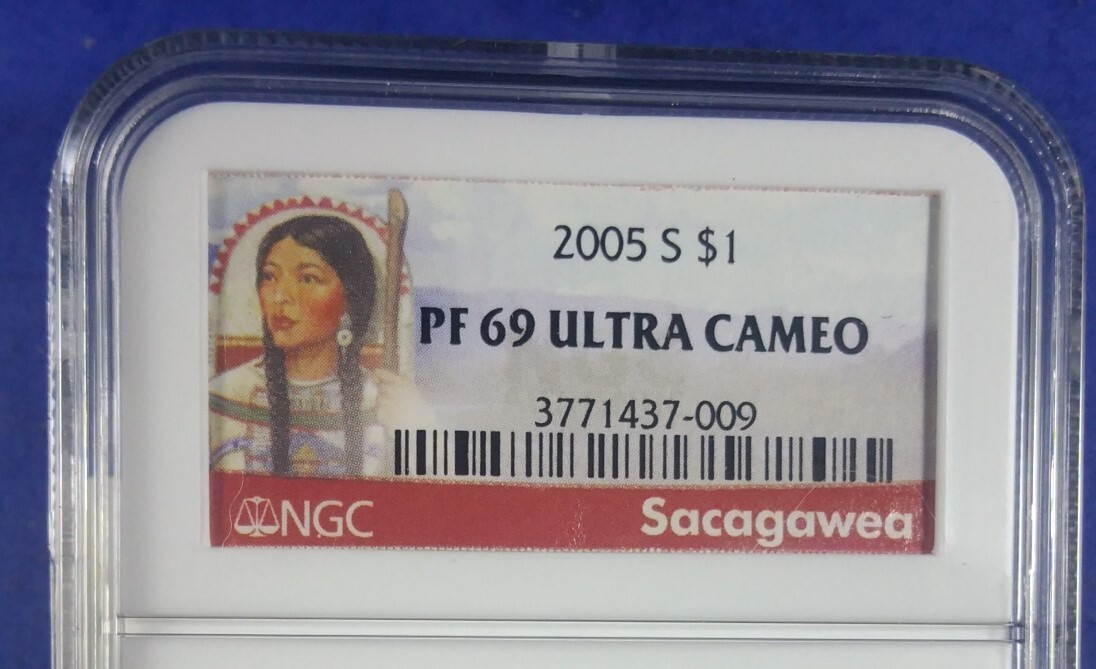 2005 S $1
PF 69 ULTRA CAMEO
3771437-009
NGC
Sacagawea